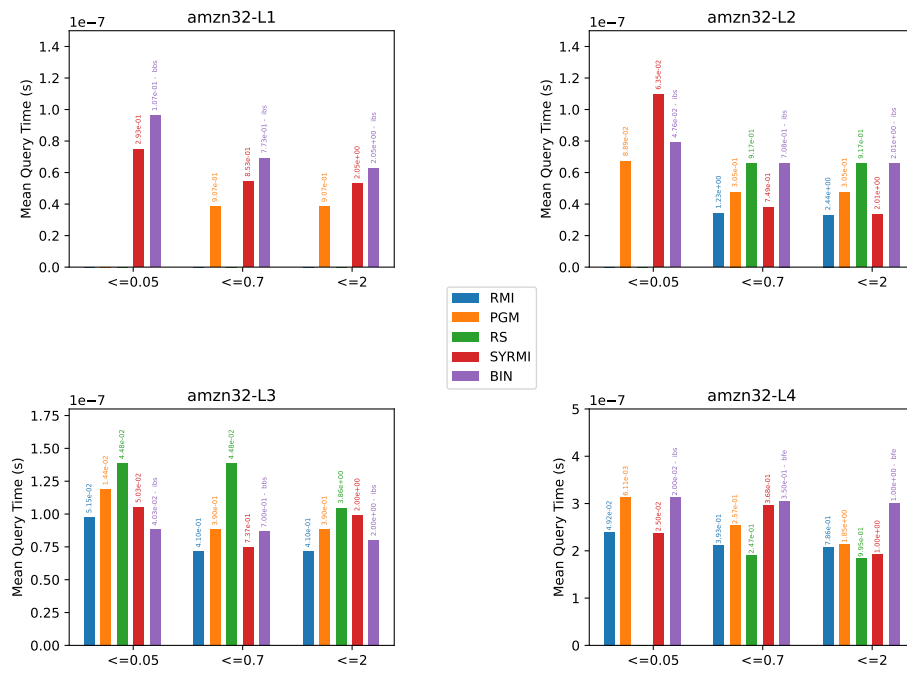 amzn32-L1
1e−7
Mean Query Time (s)
1.4
1.2
1.0
0.8
0.6
0.4
0.2
0.0
2.93e-01
1.07e-01 - bbs
9.07e-01
8.53e-01
7.73e-01 - ibs
9.07e-01
2.05e+00
2.05e+00 - ibs
<=0.05
<=0.7
<=2
amzn32-L2
1e−7
Mean Query Time (s)
1.4
1.2
1.0
0.8
0.6
0.4
0.2
0.0
8.89e-02
6.35e-02
4.76e-02 - ibs
1.23e+00
3.05e-01
9.17e-01
7.49e-01
7.08e-01 - ibs
2.44e+00
3.05e-01
9.17e-01
2.01e+00
2.01e+00 - ibs
<=0.05
<=0.7
<=2
RMI
PGM
RS
SYRMI
BIN
amzn32-L3
1e−7
Mean Query Time (s)
1.75
1.50
1.25
1.00
0.75
0.50
0.25
0.00
5.15e-02
1.44e-02
4.48e-02
5.03e-02
4.03e-02 - ibs
4.10e-01
3.90e-01
4.48e-02
7.37e-01
7.00e-01 - bbs
4.10e-01
3.90e-01
3.86e+00
2.00e+00
2.00e+00 - ibs
<=0.05
<=0.7
<=2
amzn32-L4
1e−7
Mean Query Time (s)
5
4
3
2
1
0
4.92e-02
6.11e-03
2.50e-02
2.00e-02 - ibs
3.93e-01
2.57e-01
2.47e-01
3.68e-01
3.50e-01 - bfe
7.86e-01
1.85e+00
9.95e-01
1.00e+00
1.00e+00 - bfe
<=0.05
<=0.7
<=2